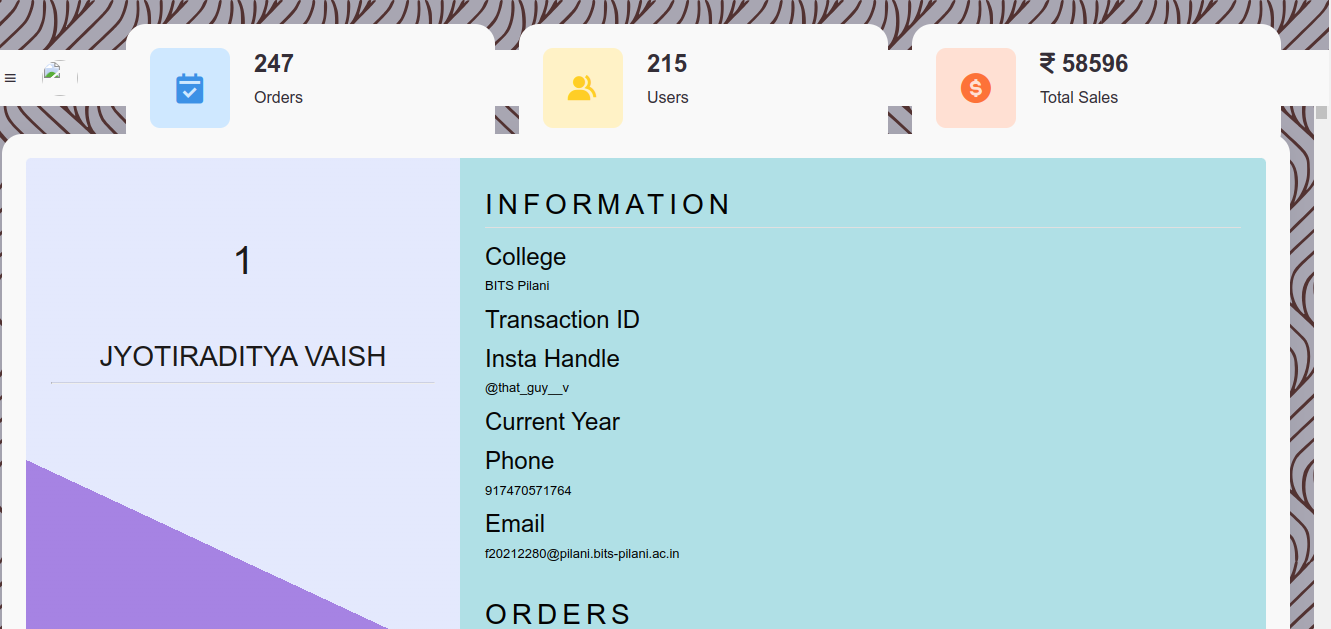 247
Orders
215
Users
₹ 58596
Total Sales
1
JYOTIRADITYA VAISH
INFORMATION
College
BITS Pilani
Transaction ID
Insta Handle
@that_guy__v
Current Year
Phone
917470571764
Email
f20212280@pilani.bits-pilani.ac.in
ORDERS